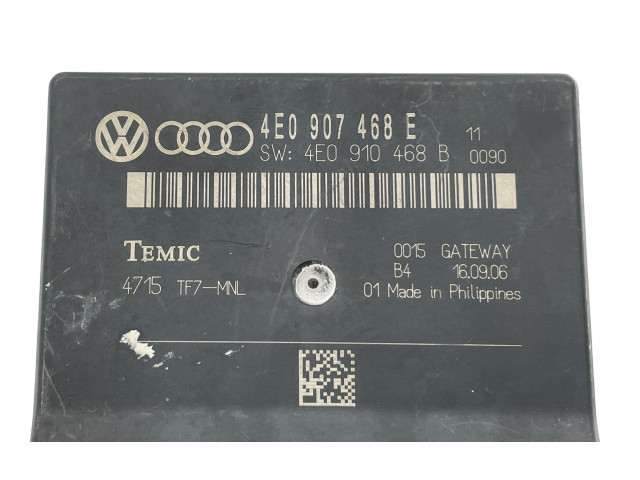 4E0 907 468 E 11
SW: 4E0 910 468 B 0090
TEMIC 0015 GATEWAY
4715 TF7-MNL B4 16.09.06
01 Made in Philippines